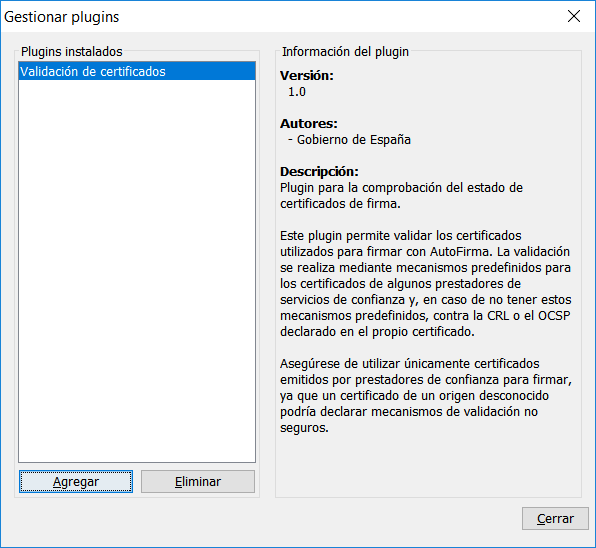 Gestionar plugins
Plugins instalados
Validación de certificados
Agregar
Eliminar
Información del plugin
Versión:
1.0
Autores:
- Gobierno de España
Descripción:
Plugin para la comprobación del estado de
certificados de firma.
Este plugin permite validar los certificados
utilizados para firmar con AutoFirma. La validación
se realiza mediante mecanismos predefinidos para
los certificados de algunos prestadores de
servicios de confianza y, en caso de no tener estos
mecanismos predefinidos, contra la CRL o el OCSP
declarado en el propio certificado.
Asegúrese de utilizar únicamente certificados
emitidos por prestadores de confianza para firmar,
ya que un certificado de un origen desconocido
podría declarar mecanismos de validación no
seguros.
Cerrar